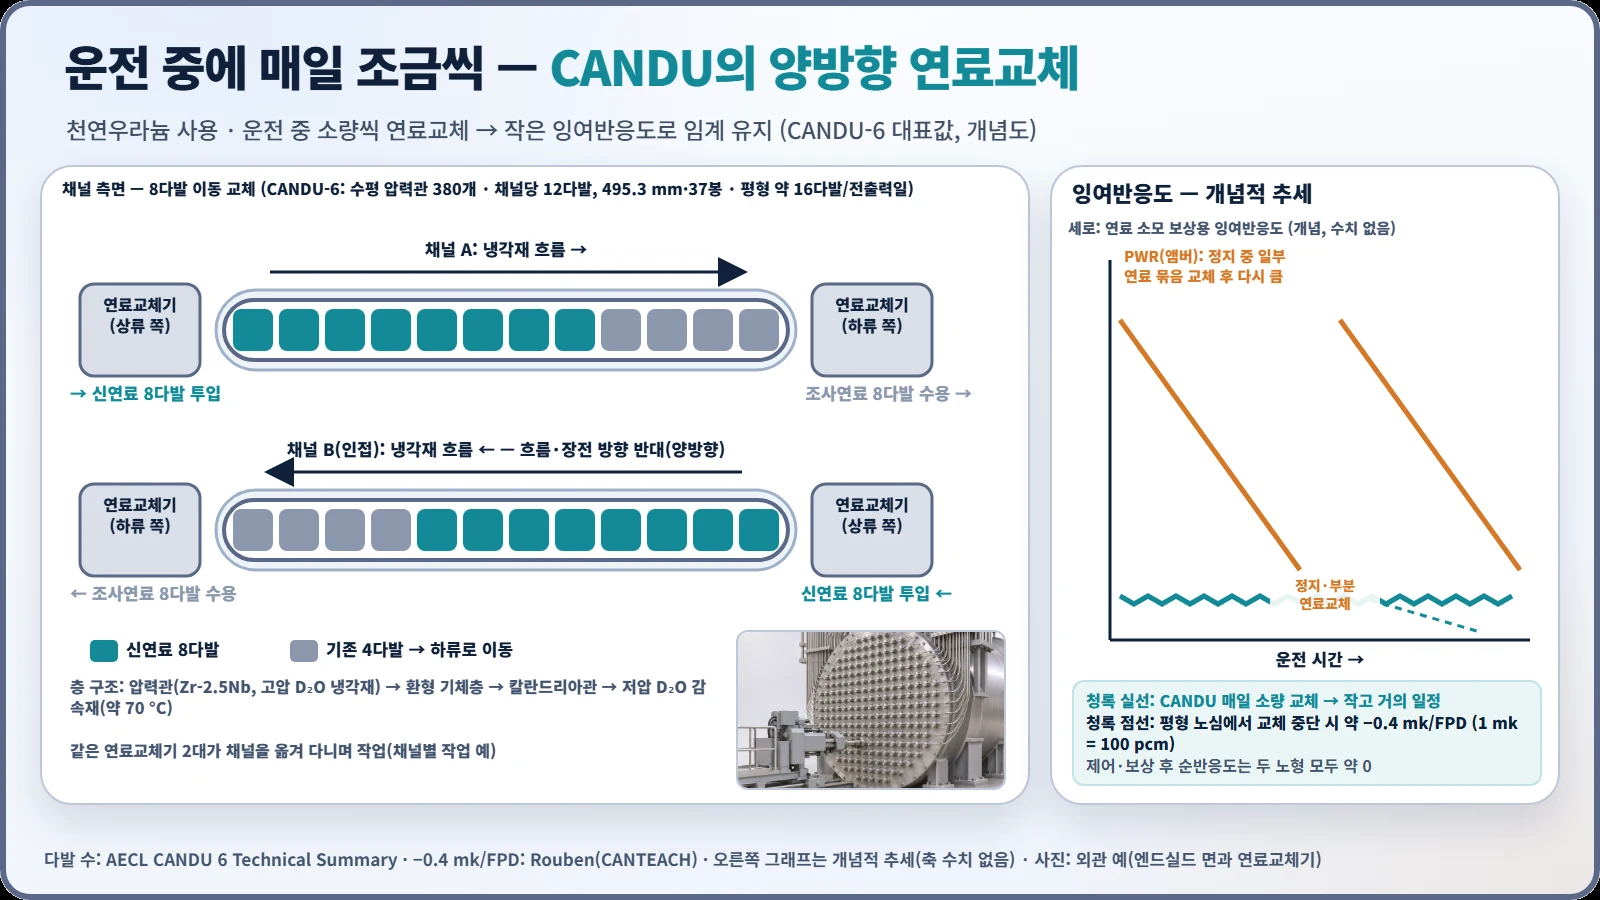 운전 중에 매일 조금씩 — CANDU의 양방향 연료교체
천연우라늄 사용 · 운전 중 소량씩 연료교체 → 작은 잉여반응도로 임계 유지 (CANDU-6 대표값, 개념도)
채널 측면 — 8다발 이동 교체 (CANDU-6: 수평 압력관 380개 · 채널당 12다발, 495.3 mm·37봉 · 평형 약 16다발/전출력일)
채널 A: 냉각재 흐름 →
연료교체기
(상류 쪽)
연료교체기
(하류 쪽)
→ 신연료 8다발 투입
조사연료 8다발 수용 →
채널 B(인접): 냉각재 흐름 ← — 흐름·장전 방향 반대(양방향)
연료교체기
(하류 쪽)
연료교체기
(상류 쪽)
← 조사연료 8다발 수용
신연료 8다발 투입 ←
신연료 8다발
기존 4다발 → 하류로 이동
층 구조: 압력관(Zr-2.5Nb, 고압 D₂O 냉각재) → 환형 기체층 → 칼란드리아관 → 저압 D₂O 감
속재(약 70 °C)
같은 연료교체기 2대가 채널을 옮겨 다니며 작업(채널별 작업 예)
잉여반응도 — 개념적 추세
세로: 연료 소모 보상용 잉여반응도 (개념, 수치 없음)
PWR(앰버): 정지 중 일부
연료 묶음 교체 후 다시 큼
정지·부분
연료교체
운전 시간 →
청록 실선: CANDU 매일 소량 교체 → 작고 거의 일정
청록 점선: 평형 노심에서 교체 중단 시 약 −0.4 mk/FPD (1 mk
= 100 pcm)
제어·보상 후 순반응도는 두 노형 모두 약 0
다발 수: AECL CANDU 6 Technical Summary · −0.4 mk/FPD: Rouben(CANTEACH) · 오른쪽 그래프는 개념적 추세(축 수치 없음) · 사진: 외관 예(엔드실드 면과 연료교체기)